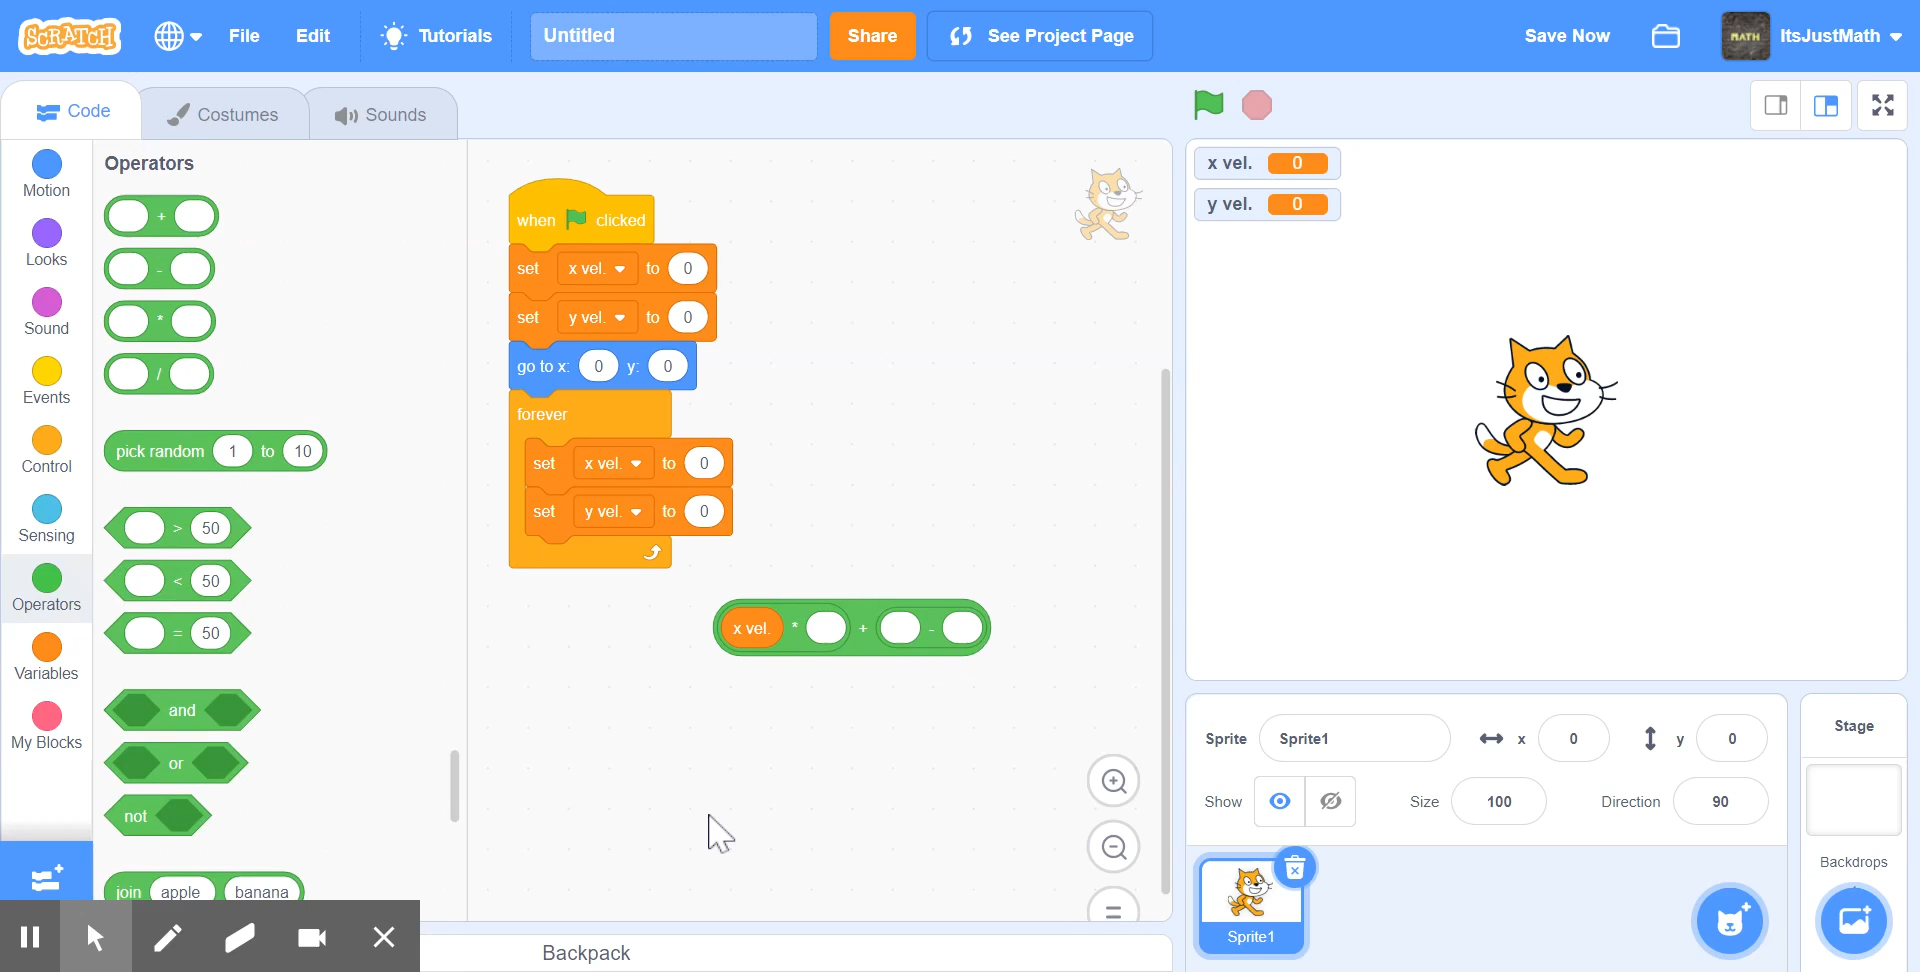 SCRATCH
File
Edit
Tutorials
Untitled
Share
See Project Page
Save Now
MATH
ItsJustMath
Code
Costumes
Sounds
Motion
Looks
Sound
Events
Control
Sensing
Operators
Variables
My Blocks
Operators
+
-
*
/
pick random 1 to 10
> 50
< 50
= 50
and
or
not
join apple banana
when clicked
set x vel. to 0
set y vel. to 0
go to x: 0 y: 0
forever
set x vel. to 0
set y vel. to 0
x vel. * + -
Backpack
x vel. 0
y vel. 0
Sprite Sprite1 x 0 y 0
Show Size 100 Direction 90
Sprite1
Stage
Backdrops